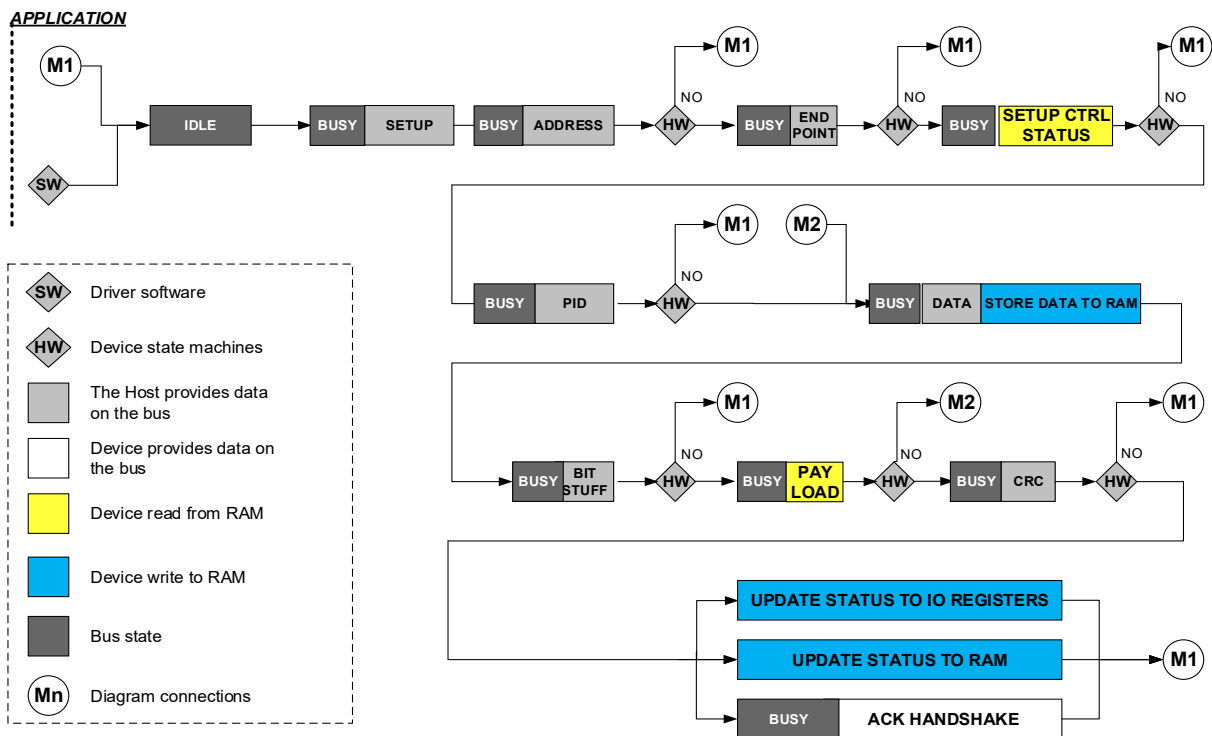 APPLICATION
M1
M1
M1
M1
NO
NO
NO
IDLE
BUSY
SETUP
BUSY
ADDRESS
HW
BUSY
END
POINT
HW
BUSY
SETUP CTRL
STATUS
HW
SW
M1
M2
NO
BUSY
PID
HW
BUSY
DATA
STORE DATA TO RAM
SW
Driver software
HW
Device state machines
The Host provides data
on the bus
Device provides data on
the bus
Device read from RAM
Device write to RAM
Bus state
Mn
Diagram connections
M1
M2
M1
NO
NO
NO
BUSY
BIT
STUFF
HW
BUSY
PAY
LOAD
HW
BUSY
CRC
HW
UPDATE STATUS TO IO REGISTERS
UPDATE STATUS TO RAM
M1
BUSY
ACK HANDSHAKE